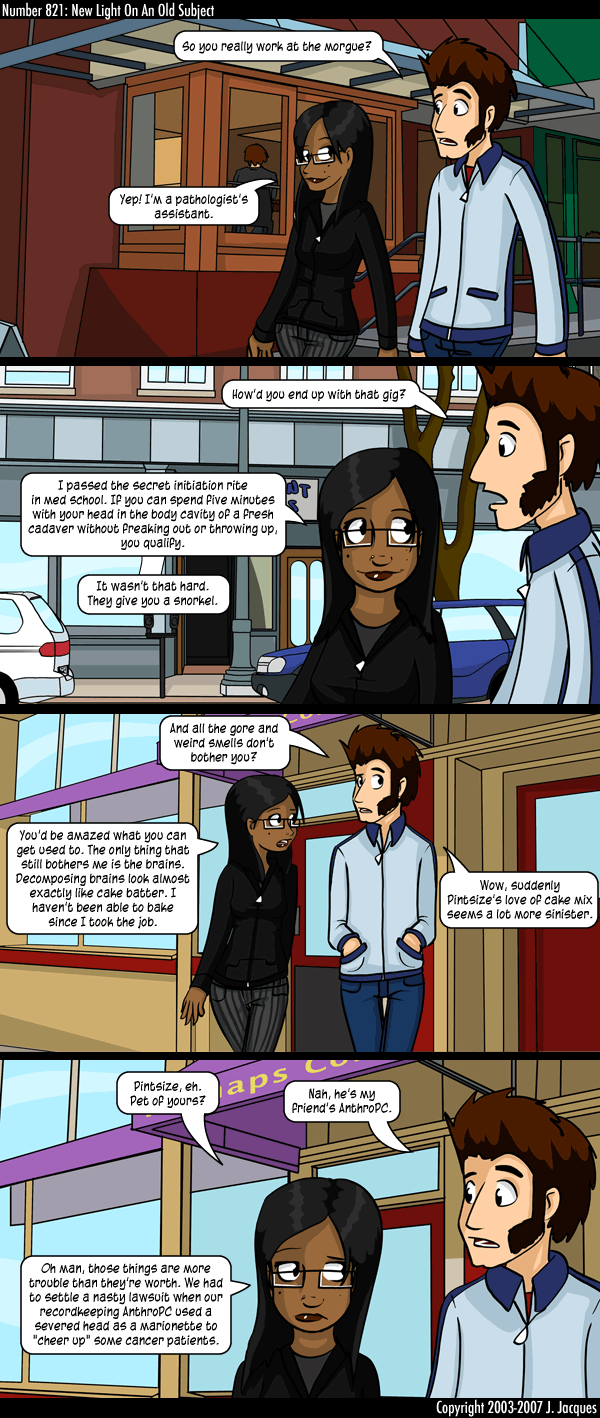 Number 821: New Light On An Old Subject
So you really work at the morgue?
Yep! I'm a pathologist's
assistant.
How'd you end up with that gig?
I passed the secret initiation rite
in med school. If you can spend five minutes
with your head in the body cavity of a fresh
cadaver without freaking out or throwing up,
you qualify.
It wasn't that hard.
They give you a snorkel.
And all the gore and
weird smells don't
bother you?
You'd be amazed what you can
get used to. The only thing that
still bothers me is the brains.
Decomposing brains look almost
exactly like cake batter. I
haven't been able to bake
since I took the job.
Wow, suddenly
Pintsize's love of cake mix
seems a lot more sinister.
Pintsize, eh.
Pet of yours?
Nah, he's my
friend's AnthroPC.
Oh man, those things are more
trouble than they're worth. We had
to settle a nasty lawsuit when our
recordkeeping AnthroPC used a
severed head as a marionette to
"cheer up" some cancer patients.
Copyright 2003-2007 J. Jacques